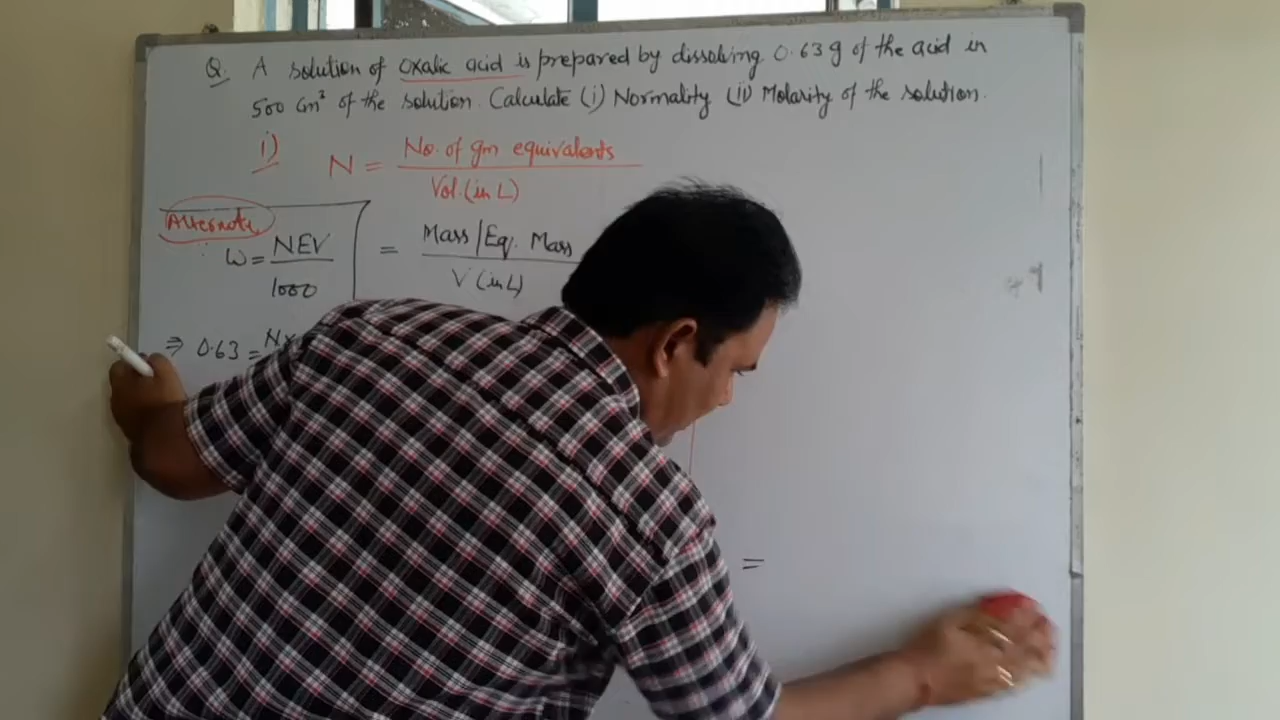 Q. A solution of oxalic acid is prepared by dissolving 0.63 g of the acid in
500 cm³ of the solution. Calculate (i) Normality (ii) Molarity of the solution.
i) N = No. of gm equivalents
Vol. (in L)
Alternate
W = NEV
1000
= Mass/Eq. Mass
V (in L)
⇒ 0.63 = N×
=